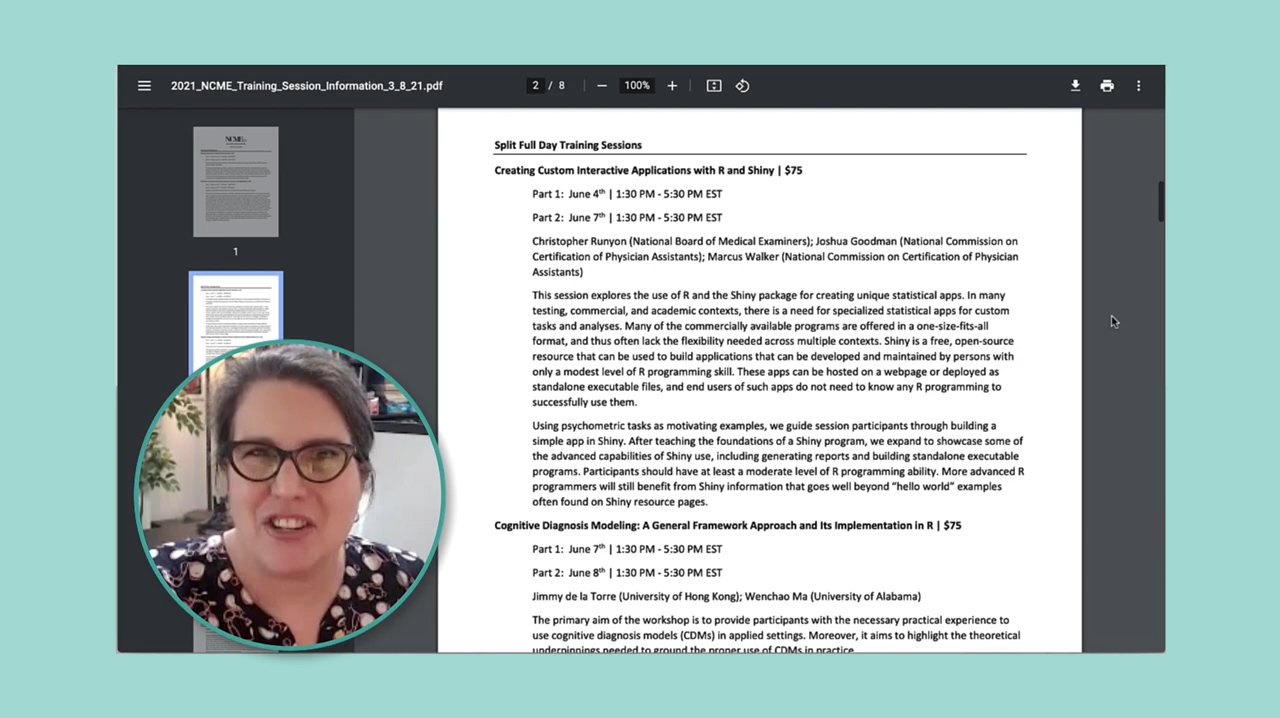 2021_NCME_Training_Session_Information_3_8_21.pdf
2 / 8
100%
NCME
1
Split Full Day Training Sessions
Creating Custom Interactive Applications with R and Shiny | $75
Part 1: June 4th | 1:30 PM - 5:30 PM EST
Part 2: June 7th | 1:30 PM - 5:30 PM EST
Christopher Runyon (National Board of Medical Examiners); Joshua Goodman (National Commission on
Certification of Physician Assistants); Marcus Walker (National Commission on Certification of Physician
Assistants)
This session explores the use of R and the Shiny package for creating unique statistical apps. In many
testing, commercial, and academic contexts, there is a need for specialized statistical apps for custom
tasks and analyses. Many of the commercially available programs are offered in a one-size-fits-all
format, and thus often lack the flexibility needed across multiple contexts. Shiny is a free, open-source
resource that can be used to build applications that can be developed and maintained by persons with
only a modest level of R programming skill. These apps can be hosted on a webpage or deployed as
standalone executable files, and end users of such apps do not need to know any R programming to
successfully use them.
Using psychometric tasks as motivating examples, we guide session participants through building a
simple app in Shiny. After teaching the foundations of a Shiny program, we expand to showcase some of
the advanced capabilities of Shiny use, including generating reports and building standalone executable
programs. Participants should have at least a moderate level of R programming ability. More advanced R
programmers will still benefit from Shiny information that goes well beyond “hello world” examples
often found on Shiny resource pages.
Cognitive Diagnosis Modeling: A General Framework Approach and Its Implementation in R | $75
Part 1: June 7th | 1:30 PM - 5:30 PM EST
Part 2: June 8th | 1:30 PM - 5:30 PM EST
Jimmy de la Torre (University of Hong Kong); Wenchao Ma (University of Alabama)
The primary aim of the workshop is to provide participants with the necessary practical experience to
use cognitive diagnosis models (CDMs) in applied settings. Moreover, it aims to highlight the theoretical
underpinnings needed to ground the proper use of CDMs in practice.